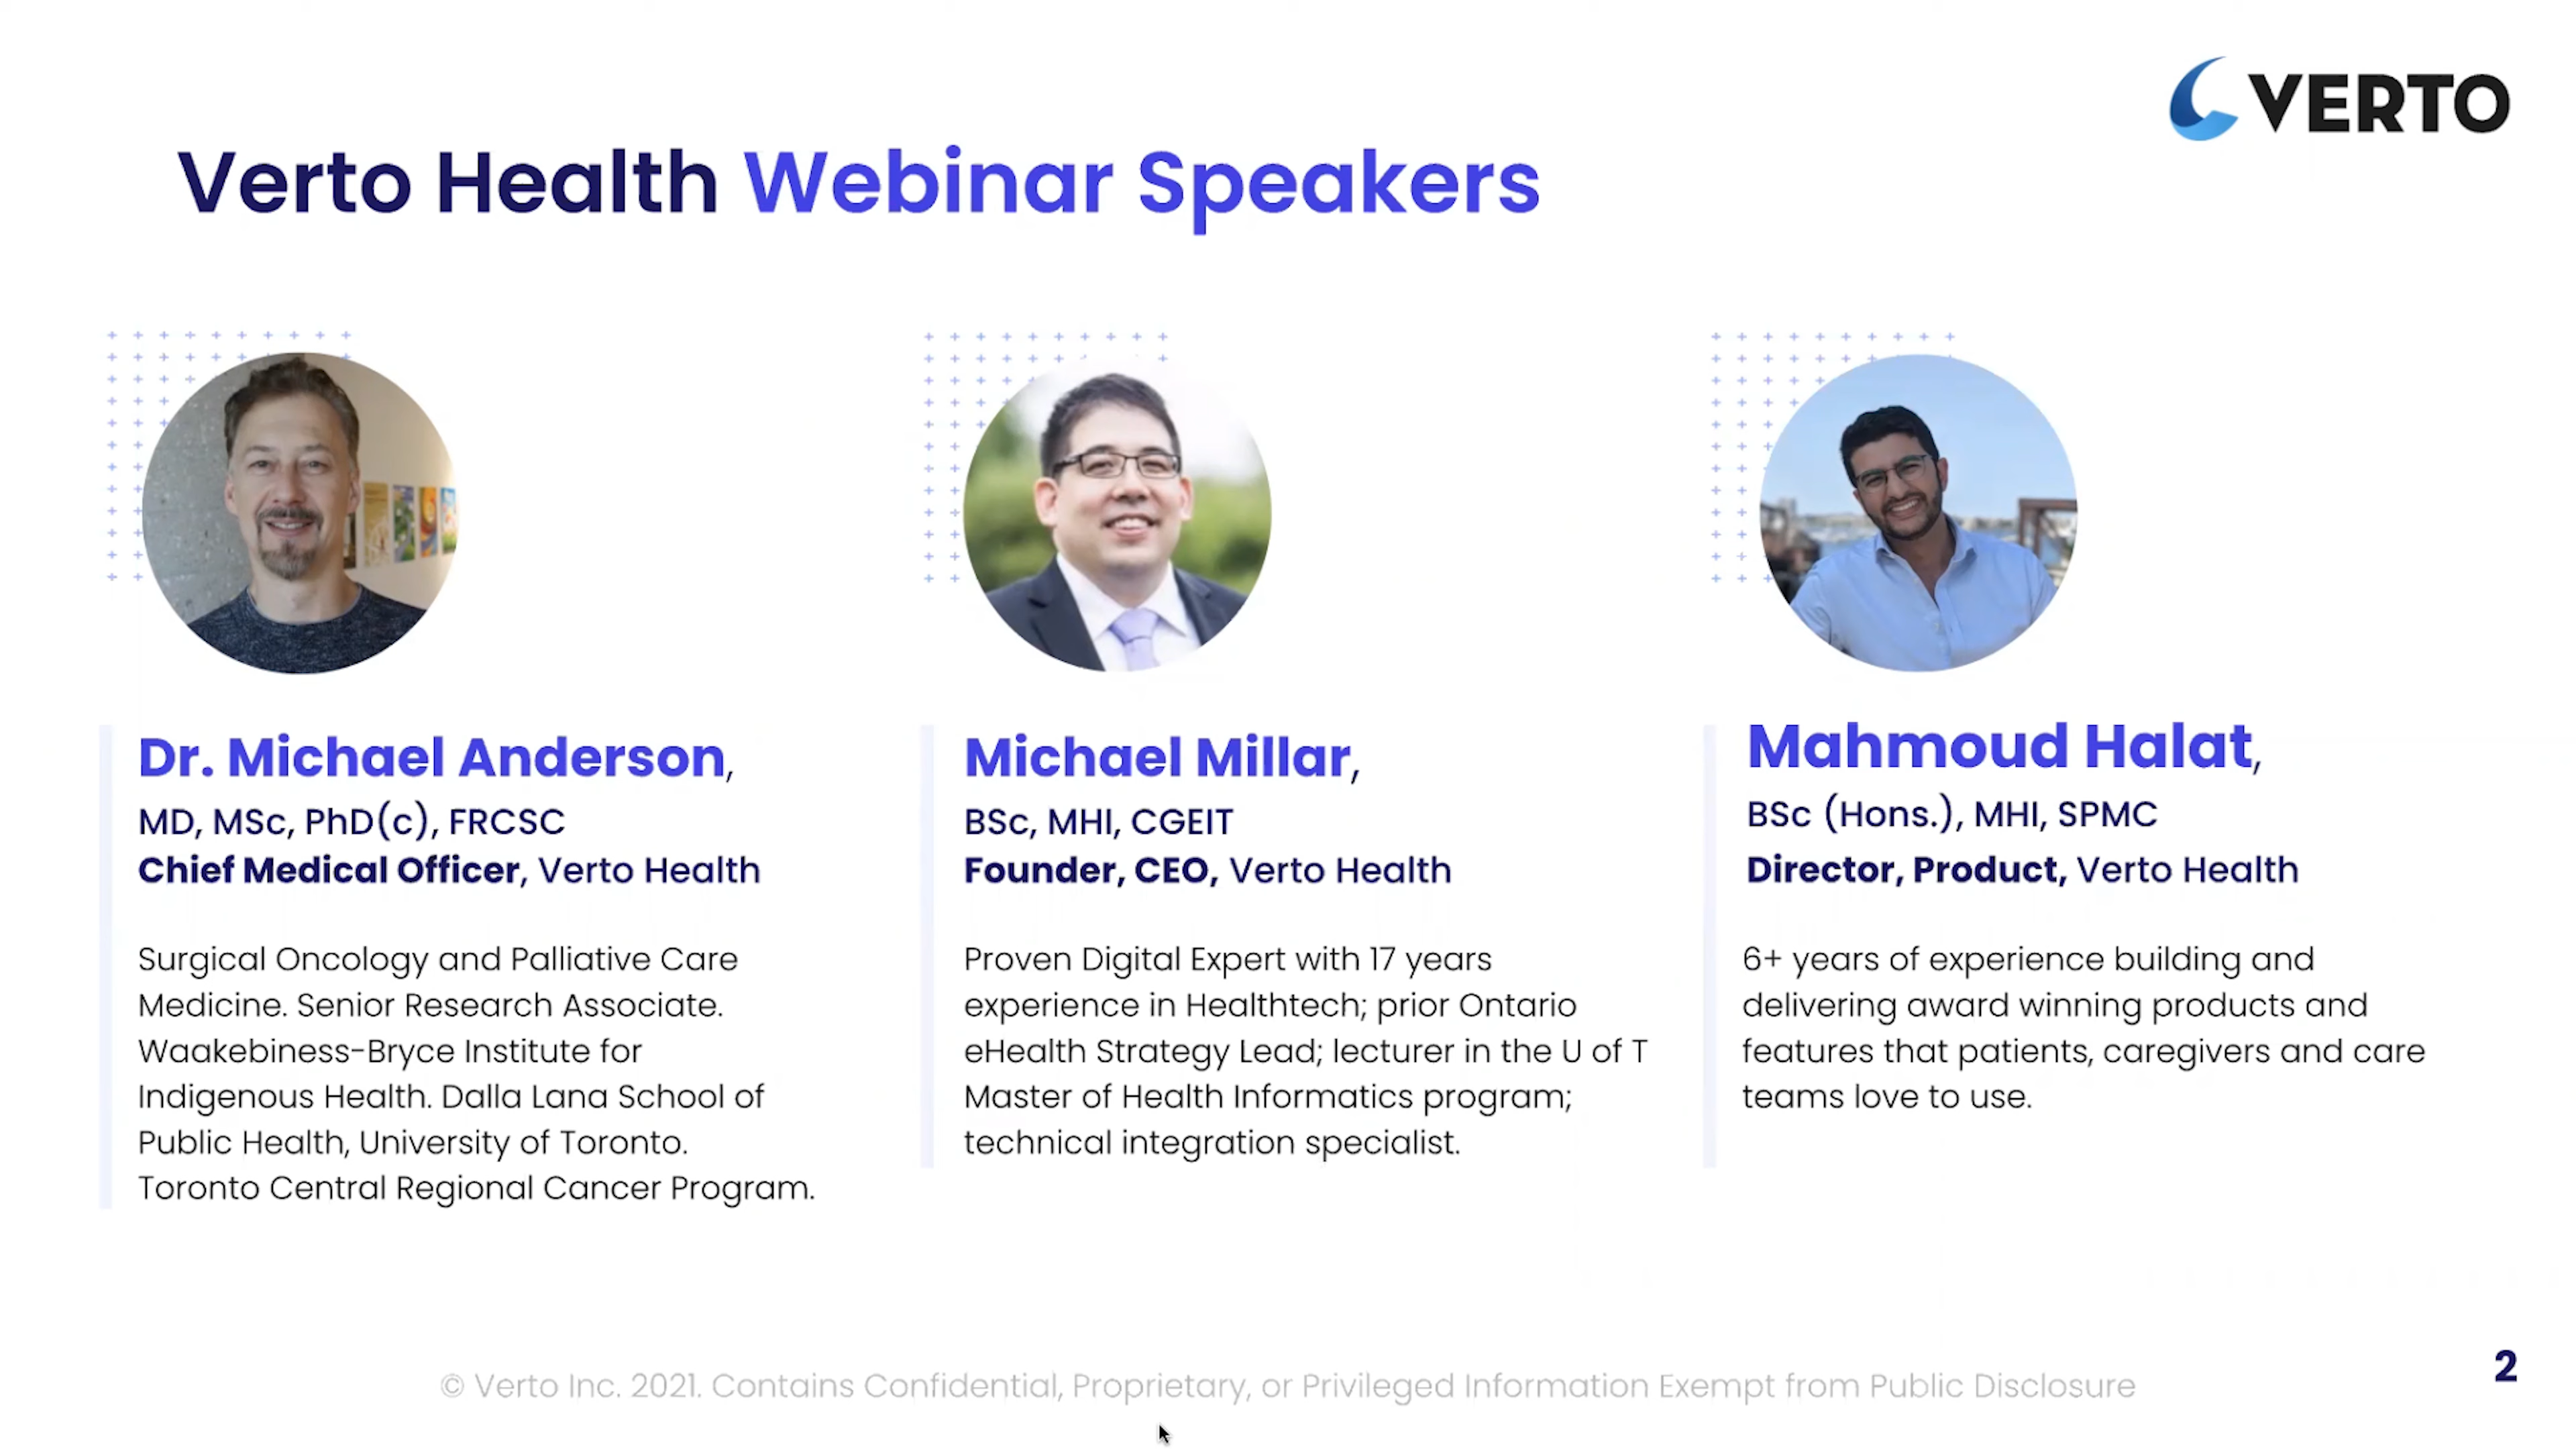 VERTO
Verto Health Webinar Speakers
Dr. Michael Anderson,
MD, MSc, PhD(c), FRCSC
Chief Medical Officer, Verto Health
Surgical Oncology and Palliative Care
Medicine. Senior Research Associate.
Waakebiness-Bryce Institute for
Indigenous Health. Dalla Lana School of
Public Health, University of Toronto.
Toronto Central Regional Cancer Program.
Michael Millar,
BSc, MHI, CGEIT
Founder, CEO, Verto Health
Proven Digital Expert with 17 years
experience in Healthtech; prior Ontario
eHealth Strategy Lead; lecturer in the U of T
Master of Health Informatics program;
technical integration specialist.
Mahmoud Halat,
BSc (Hons.), MHI, SPMC
Director, Product, Verto Health
6+ years of experience building and
delivering award winning products and
features that patients, caregivers and care
teams love to use.
© Verto Inc. 2021. Contains Confidential, Proprietary, or Privileged Information Exempt from Public Disclosure
2